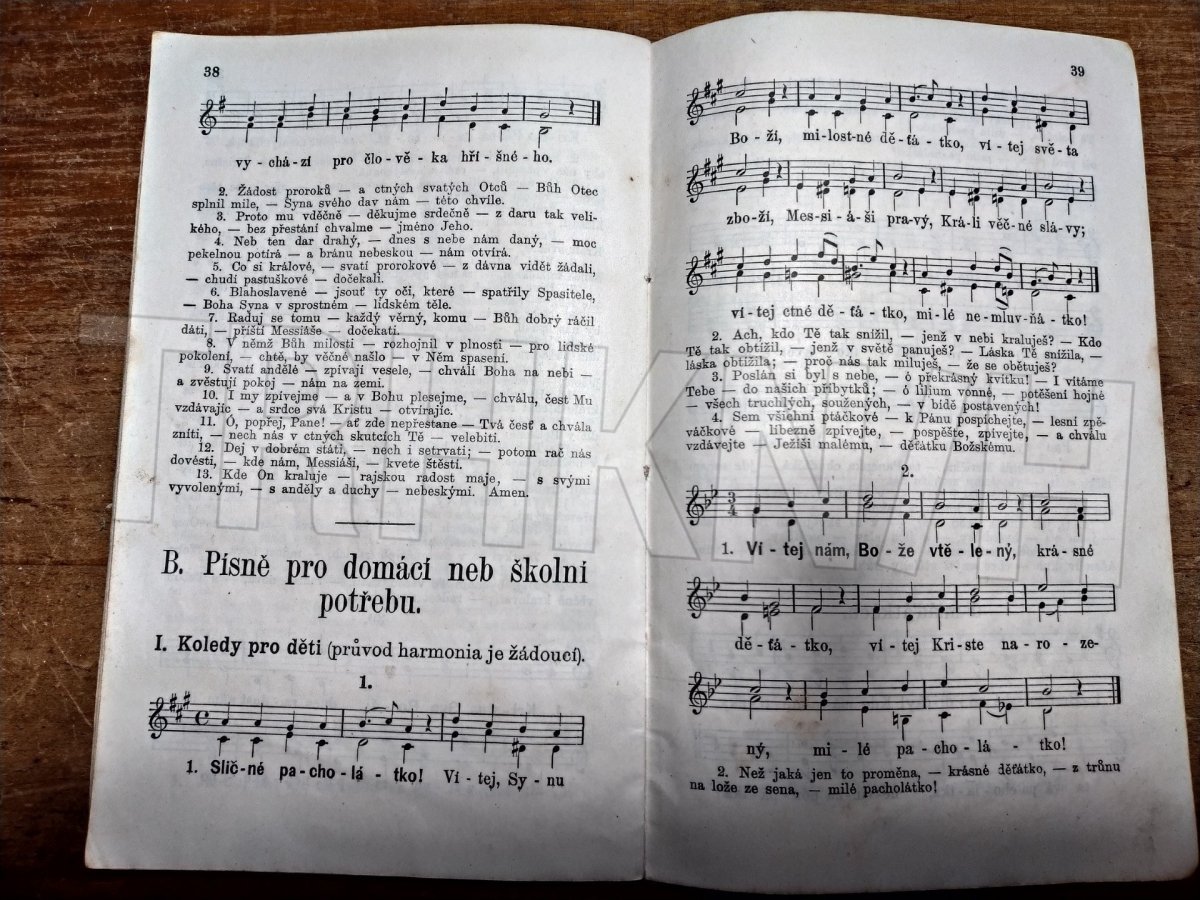 38
vy - chá - zí pro člo - vě - ka hří - šné - ho.
2. Žádost proroků — a ctných svatých Otců — Bůh Otec
splnil mile, — Syna svého dav nám — této chvíle.
3. Proto mu vděčně — děkujme srdečně — z daru tak veli-
kého, — bez přestání chvalme — jméno Jeho.
4. Neb ten dar drahý, — dnes s nebe nám daný, — moc
pekelnou potírá — a bránu nebeskou — nám otvírá.
5. Co si králové, — svatí prorokové — z dávna vidět žádali,
— chudí pastuškové — dočekali.
6. Blahoslavené — jsouť ty oči, které — spatřily Spasitele,
— Boha Syna v sprostném — lidském těle.
7. Raduj se tomu — každý věrný, komu — Bůh dobrý ráčil
dáti, — příští Messiáše — dočekati.
8. V němž Bůh milosti — rozhojnil v plnosti — pro lidské
pokolení, — chtě, by věčné našlo — v Něm spasení.
9. Svatí andělé — zpívají vesele, — chválí Boha na nebi —
a zvěstují pokoj — nám na zemi.
10. I my zpívejme — a v Bohu plesejme, — chválu, čest Mu
vzdávajíc — a srdce svá Kristu — otvírajíc.
11. Ó, popřej, Pane! — ať zde nepřestane — Tvá česť a chvála
zníti, — nech nás v ctných skutcích Tě — velebiti.
12. Dej v dobrém státi, — nech i setrvati; — potom rač nás
dovésti, — kde nám, Messiáši, — kvete štěstí.
13. Kde On kraluje — rajskou radost maje, — s svými
vyvolenými, — s anděly a duchy — nebeskými. Amen.
B. Písně pro domácí neb školní
potřebu.
I. Koledy pro děti (průvod harmonia je žádoucí).
1.
1. Slič-né pa-cho-lá - tko! Ví - tej, Sy - nu
39
Bo - ží, mi-lost-né dě-ťá - tko, ví - tej svě-ta
zbo-ží, Mes-si - á-ši pra-vý, Krá-li věč-né slá-vy;
ví - tej ctné dě - ťá - tko, mi-lé ne-mluv-ňá-tko!
2. Ach, kdo Tě tak snížil, — jenž v nebi kraluješ? — Kdo
Tě tak obtížil, — jenž v světě panuješ? — Láska Tě snížila, —
láska obtížila; — proč nás tak miluješ, — že se obětuješ?
3. Poslán si byl s nebe, — ó překrásný kvítku! — I vítáme
Tebe — do našich příbytků; — ó lilium vonné, — potěšení hojné
— všech truchlých, soužených, — v bídě postavených!
4. Sem všichni ptáčkové — k Pánu pospíchejte, — lesní zpě-
váčkové — libezně zpívejte, — pospěšte, zpívejte, — a chválu
vzdávejte — Ježíši malému, — děťátku Božskému.
2.
3
4
1. Ví - tej nám, Bo - že vtě - le - ný, krá - sné
dě - ťá - tko, ví - tej Kri - ste na - ro - ze-
ný, mi - lé pa - cho - lá - tko!
2. Než jaká jen to proměna, — krásné děťátko, — z trůnu
na lože ze sena, — milé pacholátko!